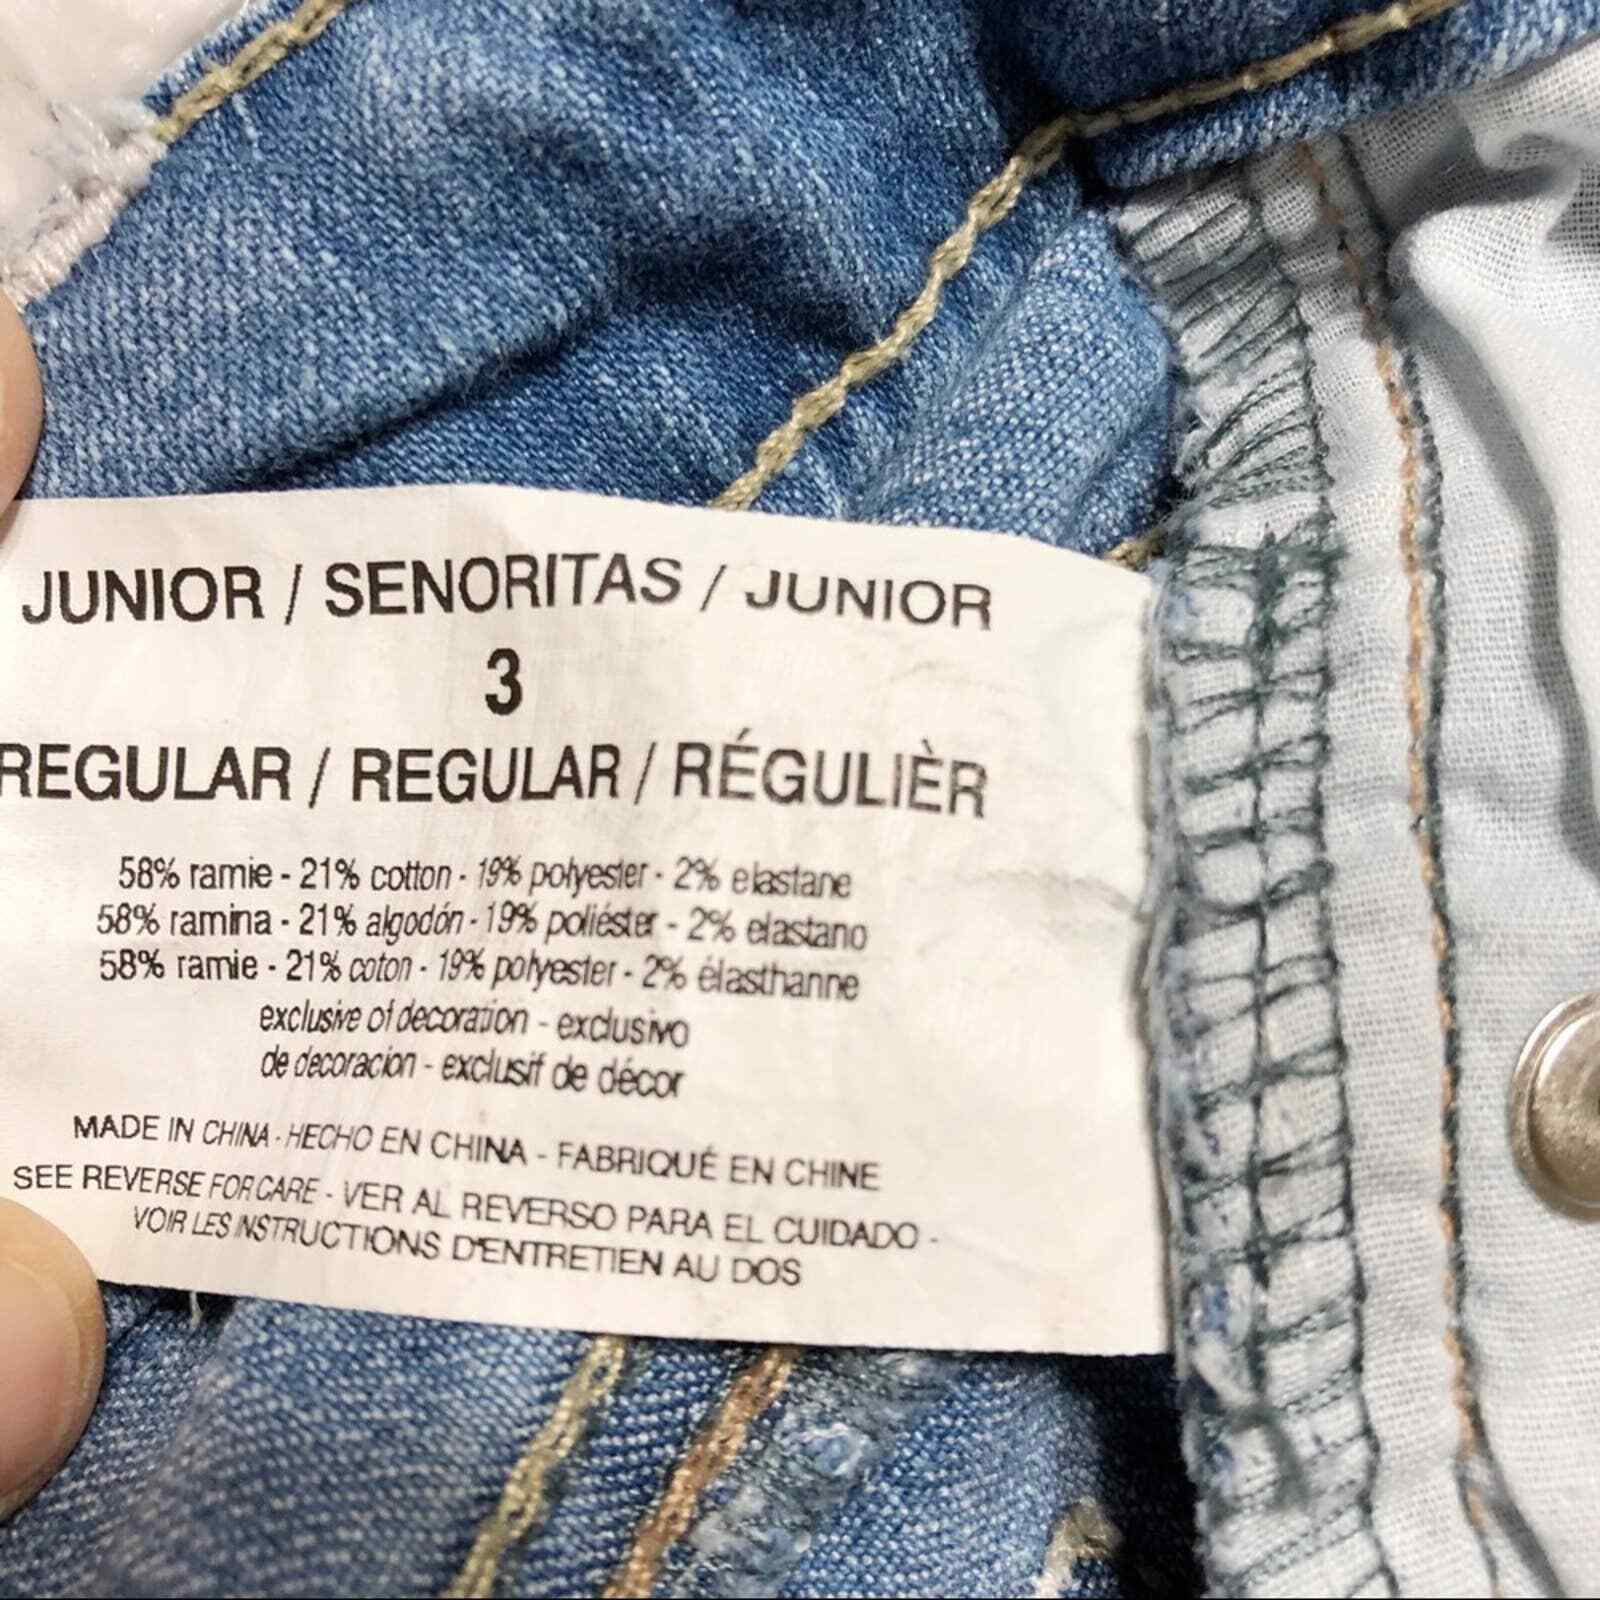 JUNIOR / SENORITAS / JUNIOR
3
REGULAR / REGULAR / RÉGULIÈR
58% ramie - 21% cotton - 19% polyester - 2% elastane
58% ramina - 21% algodón - 19% poliéster - 2% elastano
58% ramie - 21% coton - 19% polyester - 2% élasthanne
exclusive of decoration - exclusivo
de decoracion - exclusif de décor
MADE IN CHINA - HECHO EN CHINA - FABRIQUÉ EN CHINE
SEE REVERSE FOR CARE - VER AL REVERSO PARA EL CUIDADO -
VOIR LES INSTRUCTIONS D'ENTRETIEN AU DOS